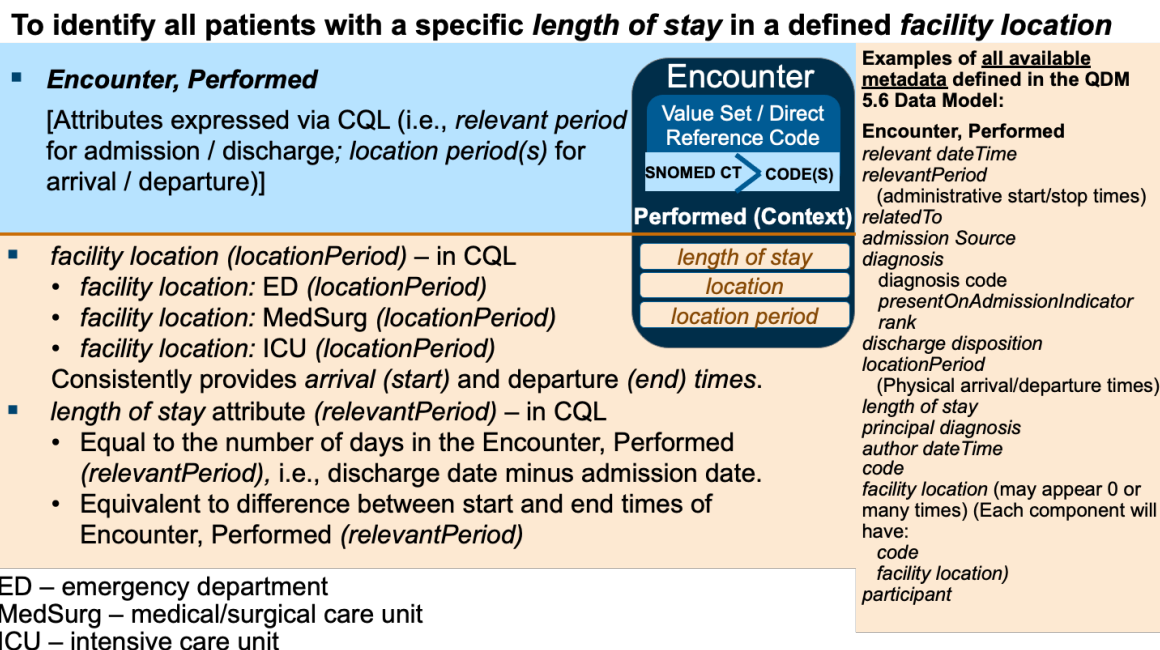 To identify all patients with a specific length of stay in a defined facility location
▪ Encounter, Performed
[Attributes expressed via CQL (i.e., relevant period
for admission / discharge; location period(s) for
arrival / departure)]
Encounter
Value Set / Direct
Reference Code
SNOMED CT
CODE(S)
Performed (Context)
length of stay
location
location period
▪ facility location (locationPeriod) – in CQL
• facility location: ED (locationPeriod)
• facility location: MedSurg (locationPeriod)
• facility location: ICU (locationPeriod)
Consistently provides arrival (start) and departure (end) times.
▪ length of stay attribute (relevantPeriod) – in CQL
• Equal to the number of days in the Encounter, Performed
(relevantPeriod), i.e., discharge date minus admission date.
• Equivalent to difference between start and end times of
Encounter, Performed (relevantPeriod)
Examples of all available
metadata defined in the QDM
5.6 Data Model:
Encounter, Performed
relevant dateTime
relevantPeriod
(administrative start/stop times)
relatedTo
admission Source
diagnosis
diagnosis code
presentOnAdmissionIndicator
rank
discharge disposition
locationPeriod
(Physical arrival/departure times)
length of stay
principal diagnosis
author dateTime
code
facility location (may appear 0 or
many times) (Each component will
have:
code
facility location)
participant
ED – emergency department
MedSurg – medical/surgical care unit
ICU – intensive care unit